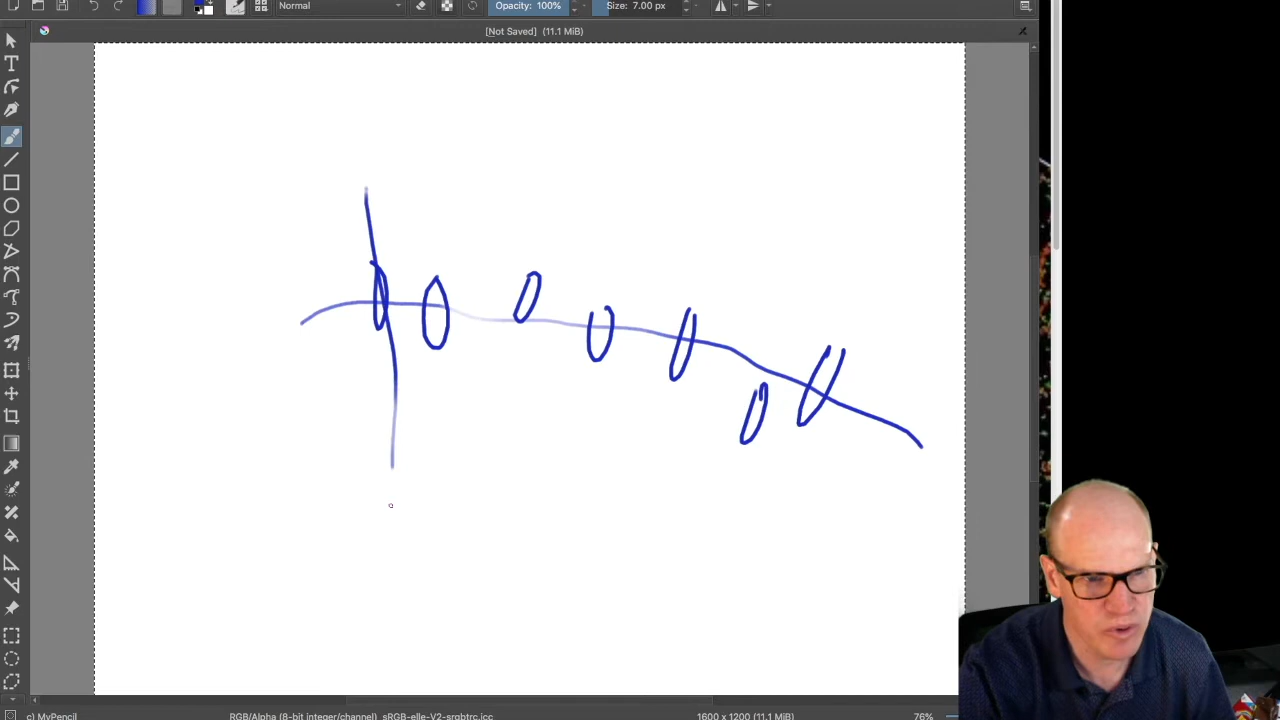 Normal
Opacity: 100%
Size: 7.00 px
[Not Saved] (11.1 MiB)
c) MyPencil
RGB/Alpha (8-bit integer/channel) sRGB-elle-V2-srgbtrc.icc
1600 x 1200 (11.1 MiB)
76%